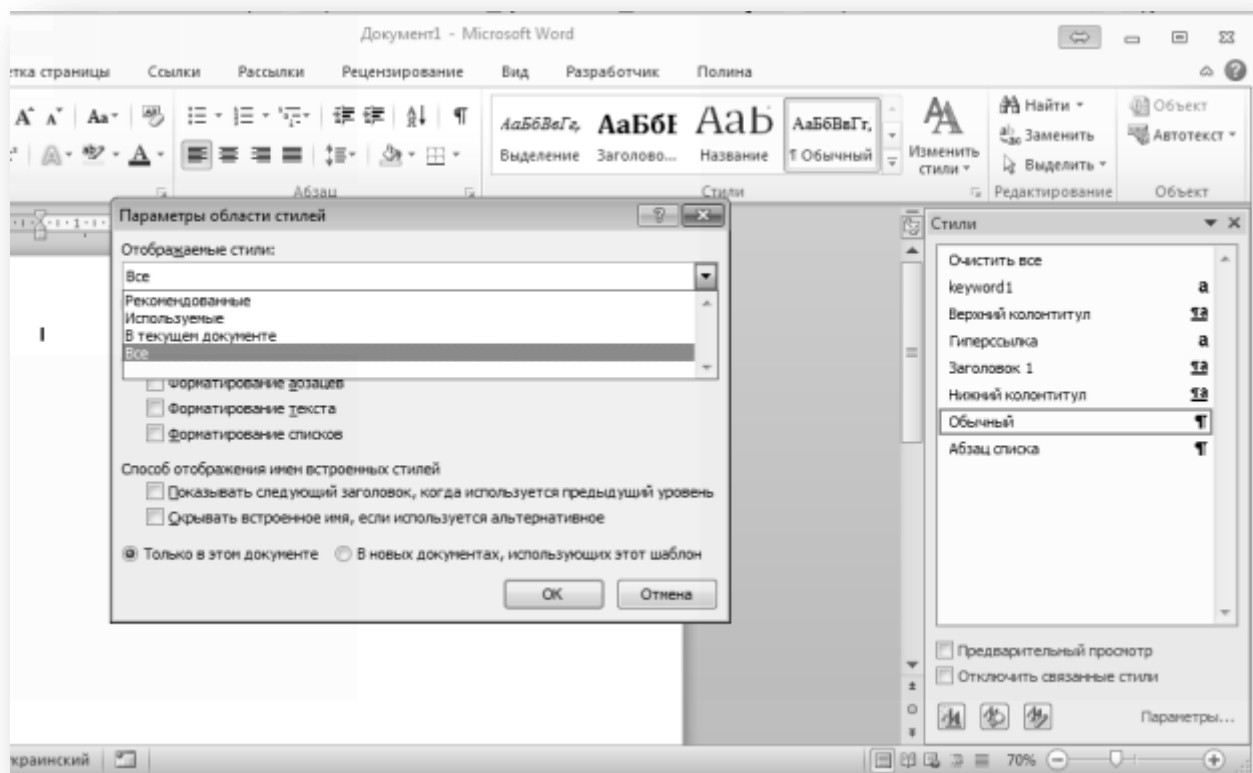 Документ1 - Microsoft Word
тка страницы Ссылки Рассылки Рецензирование Вид Разработчик Полина
Aa
АаБбВвГг, АаБбІ Aab АаБбВвГг,
Выделение Заголово... Название ¶ Обычный
Изменить стили
Найти
Заменить
Выделить
Объект
Автотекст
Абзац Стили Редактирование Объект
Параметры области стилей
Отображаемые стили:
Все
Рекомендованные
Используемые
В текущем документе
Все
Форматирование абзацев
Форматирование текста
Форматирование списков
Способ отображения имен встроенных стилей
Показывать следующий заголовок, когда используется предыдущий уровень
Скрывать встроенное имя, если используется альтернативное
Только в этом документе В новых документах, использующих этот шаблон
ОК Отмена
Стили
Очистить все
keyword1 a
Верхний колонтитул ¶a
Гиперссылка a
Заголовок 1 ¶a
Нижний колонтитул ¶a
Обычный ¶
Абзац списка ¶
Предварительный просмотр
Отключить связанные стили
Параметры...
краинский 70%